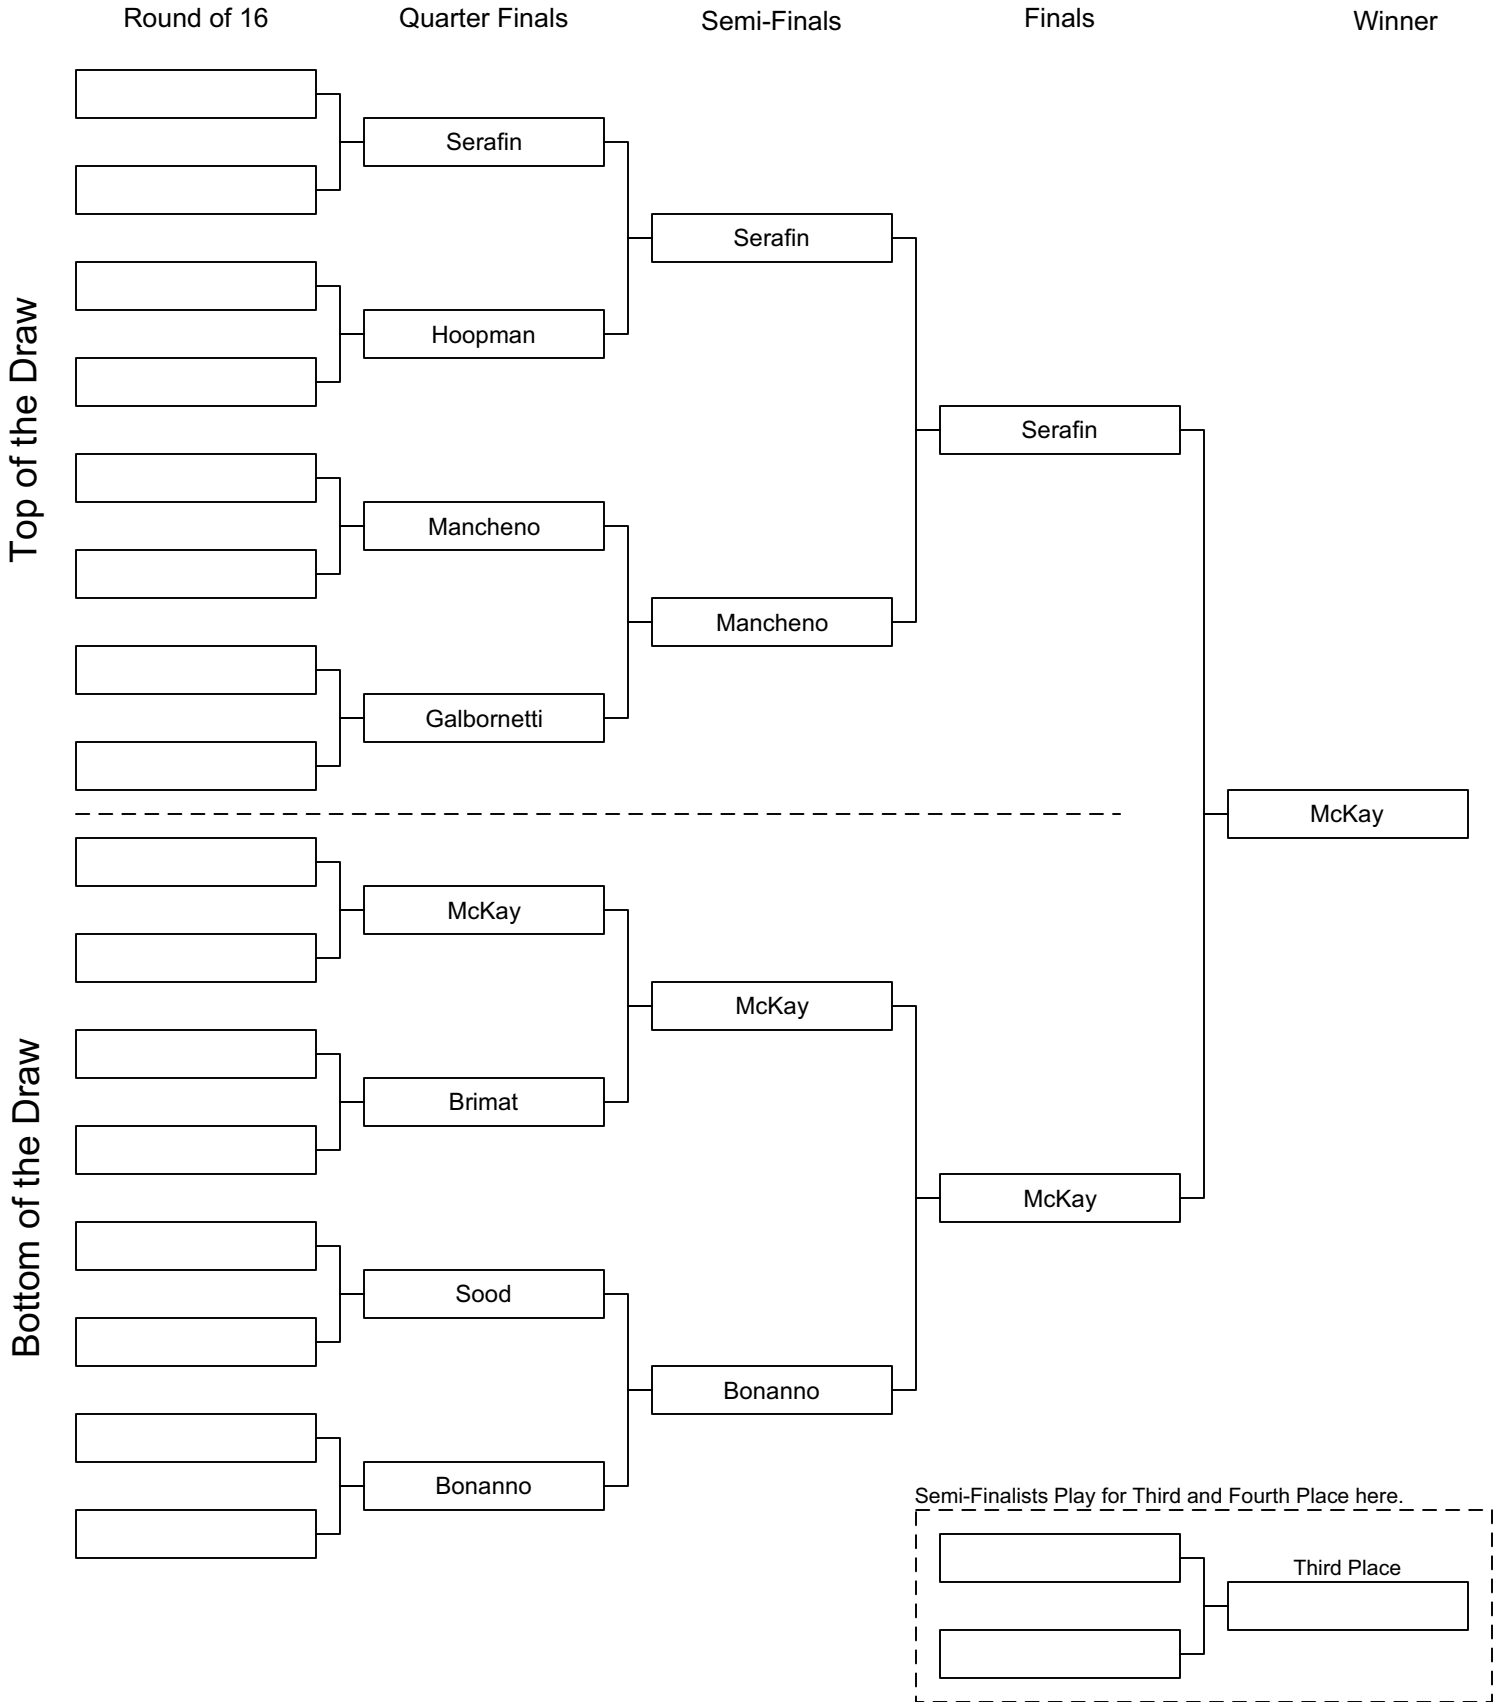 Round of 16
Quarter Finals
Semi-Finals
Finals
Winner
Top of the Draw
Serafin
Serafin
Hoopman
Serafin
Mancheno
Mancheno
Galbornetti
McKay
Bottom of the Draw
McKay
McKay
Brimat
McKay
Sood
Bonanno
Bonanno
Semi-Finalists Play for Third and Fourth Place here.
Third Place